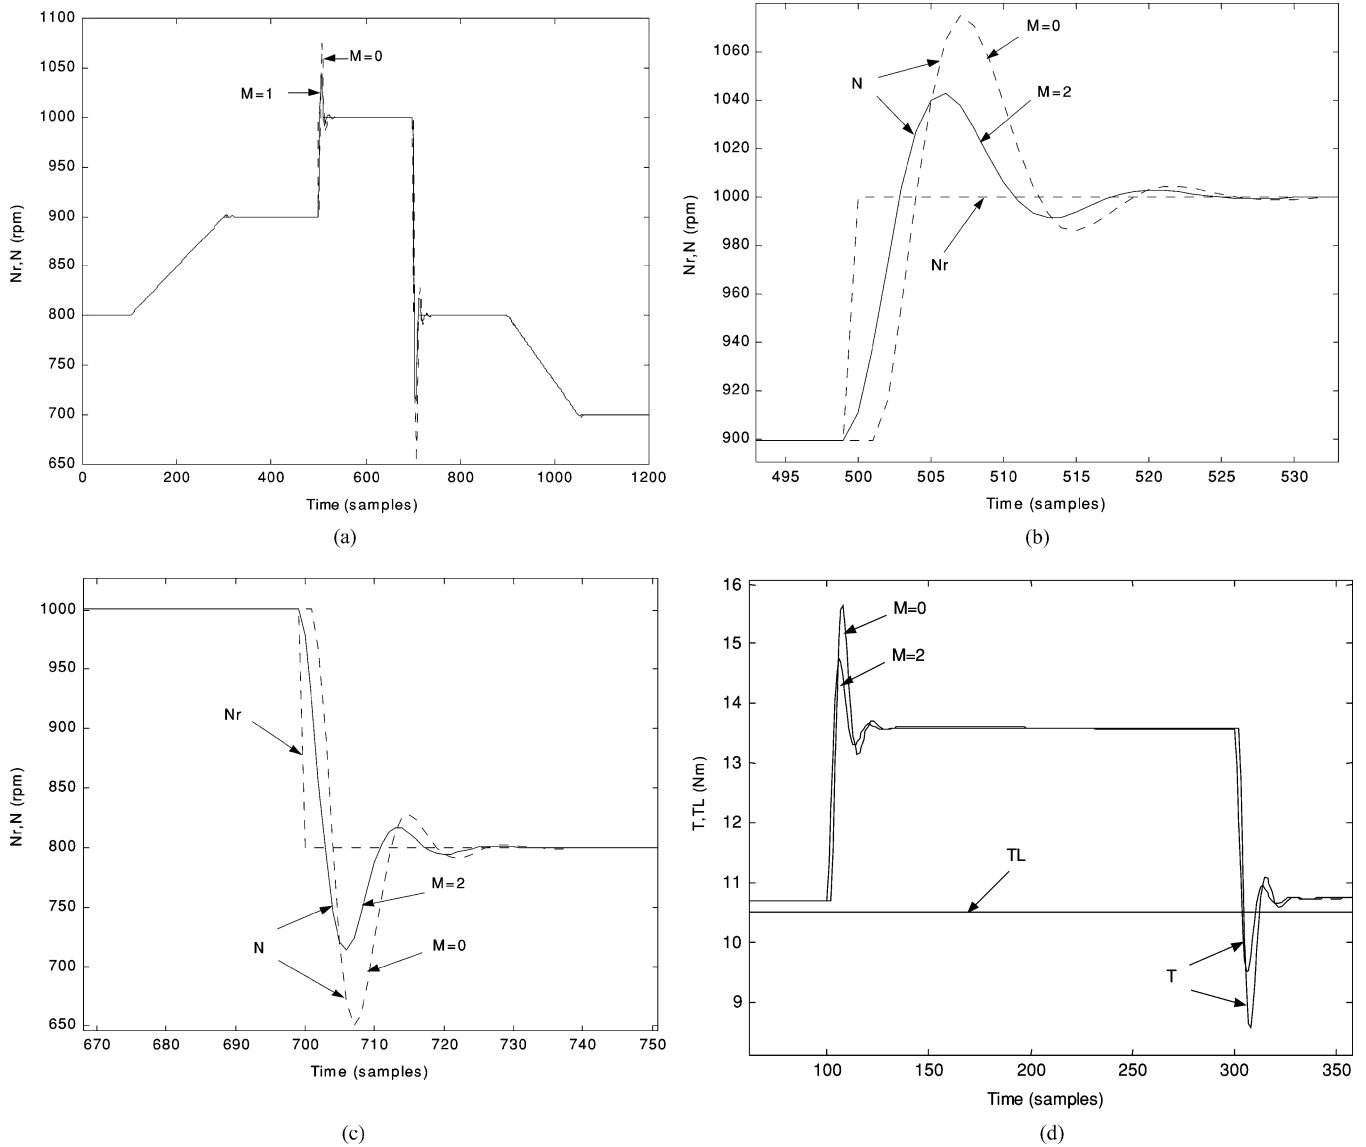 1100
1050
1000
950
900
850
800
750
700
650
Nr,N (rpm)
M=0
M=1
0 200 400 600 800 1000 1200
Time (samples)
(a)
1060
1040
1020
1000
980
960
940
920
900
Nr,N (rpm)
M=0
N
M=2
Nr
495 500 505 510 515 520 525 530
Time (samples)
(b)
1000
950
900
850
800
750
700
650
Nr,N (rpm)
Nr
M=2
N
M=0
670 680 690 700 710 720 730 740 750
Time (samples)
(c)
16
15
14
13
12
11
10
9
T,TL (Nm)
M=0
M=2
TL
T
100 150 200 250 300 350
Time (samples)
(d)